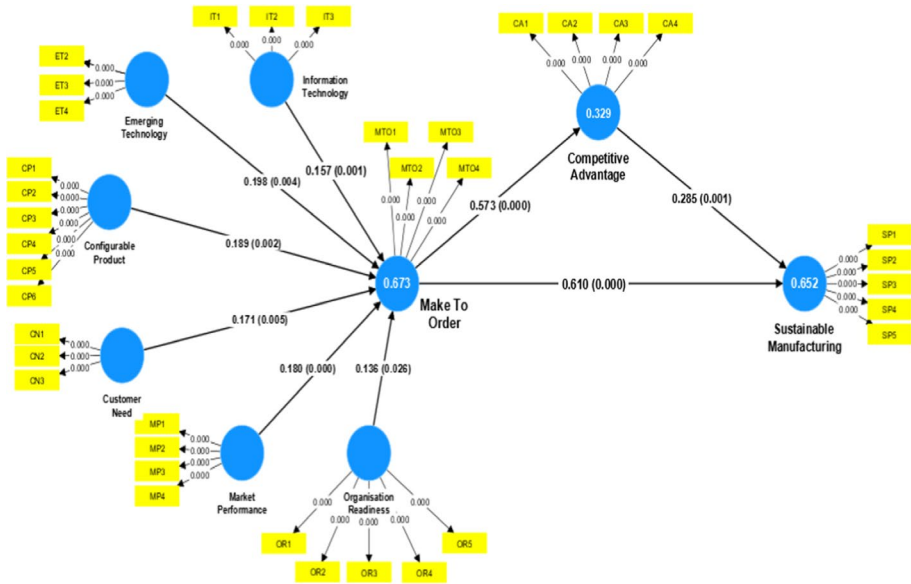 IT1
IT2
IT3
0.000
0.000
0.000
Information
Technology
ET2
ET3
ET4
0.000
0.000
0.000
Emerging
Technology
CA1
CA2
CA3
CA4
0.000
0.000
0.000
0.000
0.329
Competitive
Advantage
MTO1
MTO3
MTO2
MTO4
0.000
0.000
0.000
0.000
0.157 (0.001)
0.198 (0.004)
0.573 (0.000)
0.285 (0.001)
CP1
CP2
CP3
CP4
CP5
CP6
0.000
0.000
0.000
0.000
0.000
0.000
Configurable
Product
0.189 (0.002)
0.673
Make To
Order
0.610 (0.000)
0.652
Sustainable
Manufacturing
SP1
SP2
SP3
SP4
SP5
0.000
0.000
0.000
0.000
0.000
0.171 (0.005)
CN1
CN2
CN3
0.000
0.000
0.000
Customer
Need
0.180 (0.000)
0.136 (0.026)
MP1
MP2
MP3
MP4
0.000
0.000
0.000
0.000
Market
Performance
Organisation
Readiness
0.000
0.000
0.000
0.000
0.000
OR1
OR2
OR3
OR4
OR5